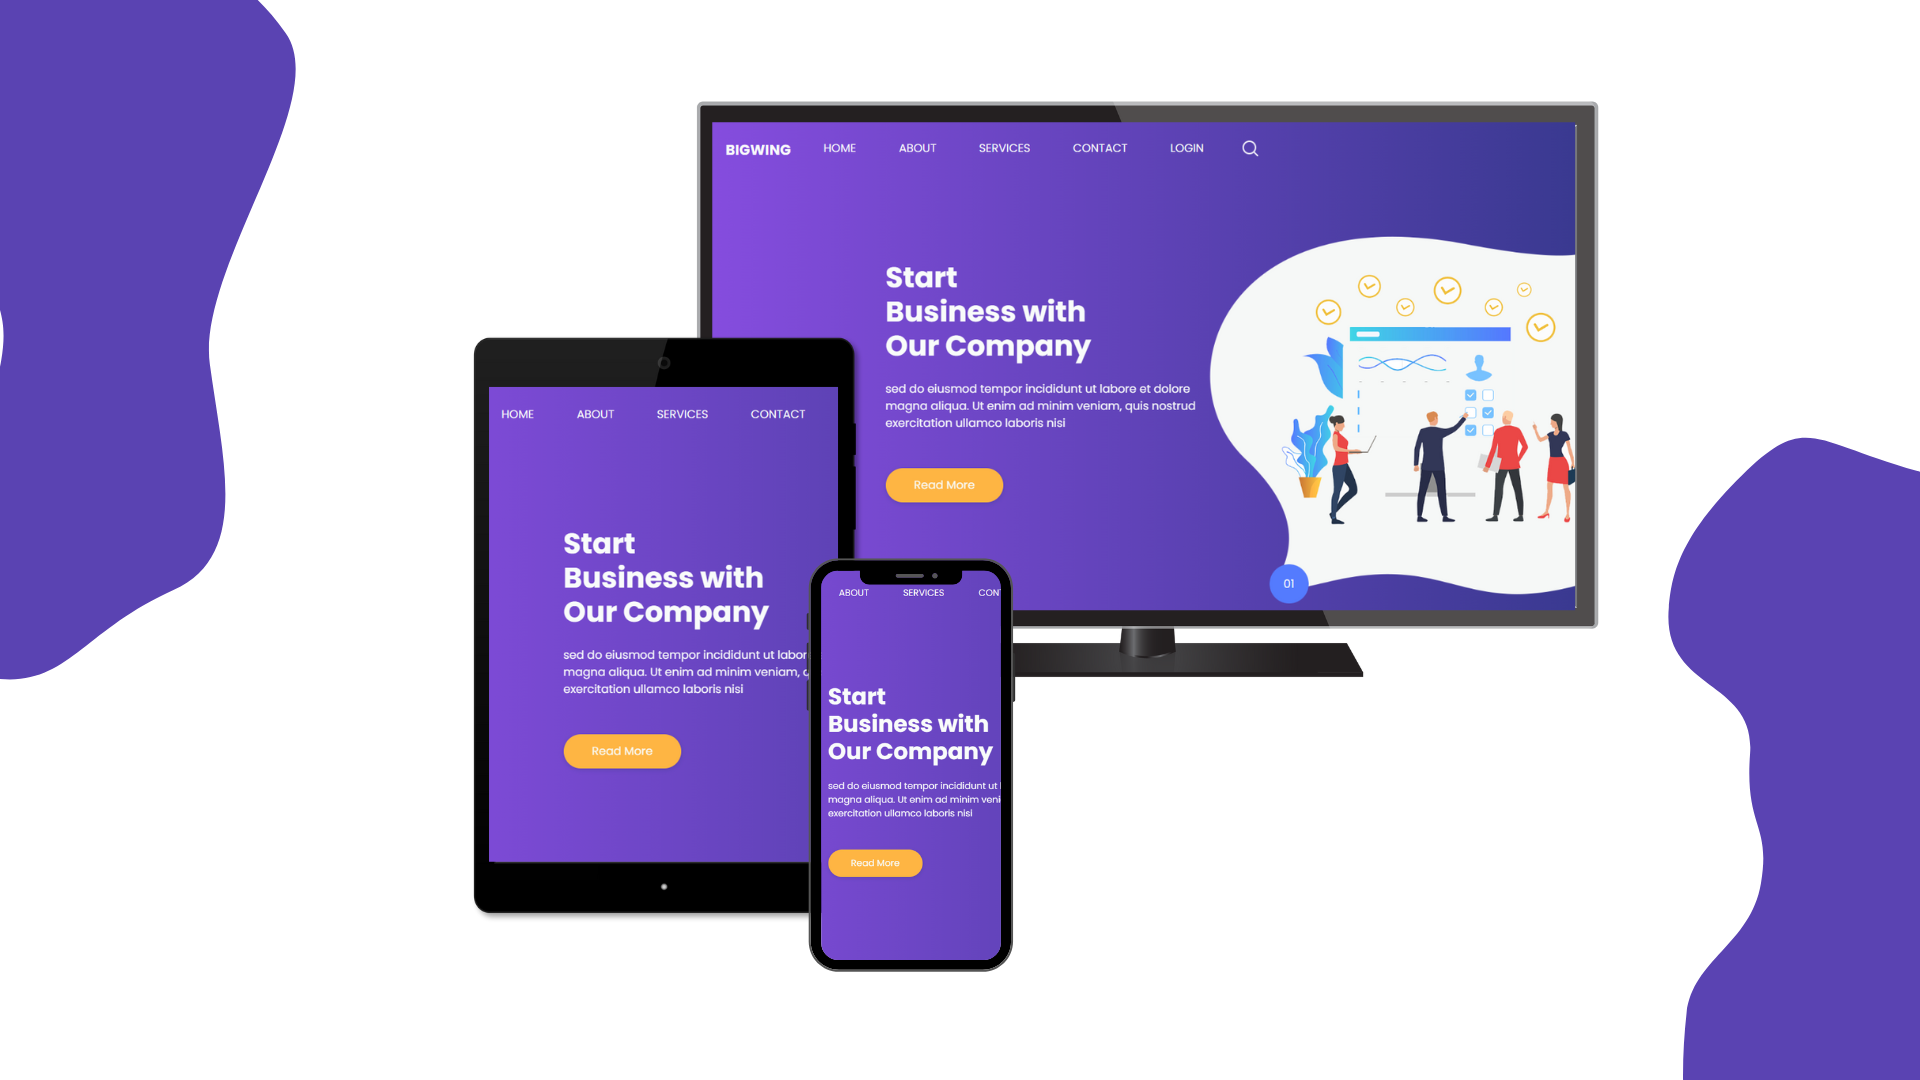 BIGWING HOME ABOUT SERVICES CONTACT LOGIN
Start
Business with
Our Company
sed do eiusmod tempor incididunt ut labore et dolore
magna aliqua. Ut enim ad minim veniam, quis nostrud
exercitation ullamco laboris nisi
Read More
01
HOME ABOUT SERVICES CONTACT
Start
Business with
Our Company
sed do eiusmod tempor incididunt ut labor
magna aliqua. Ut enim ad minim veniam,
exercitation ullamco laboris nisi
Read More
ABOUT SERVICES CON
Start
Business with
Our Company
sed do eiusmod tempor incididunt ut
magna aliqua. Ut enim ad minim veni
exercitation ullamco laboris nisi
Read More